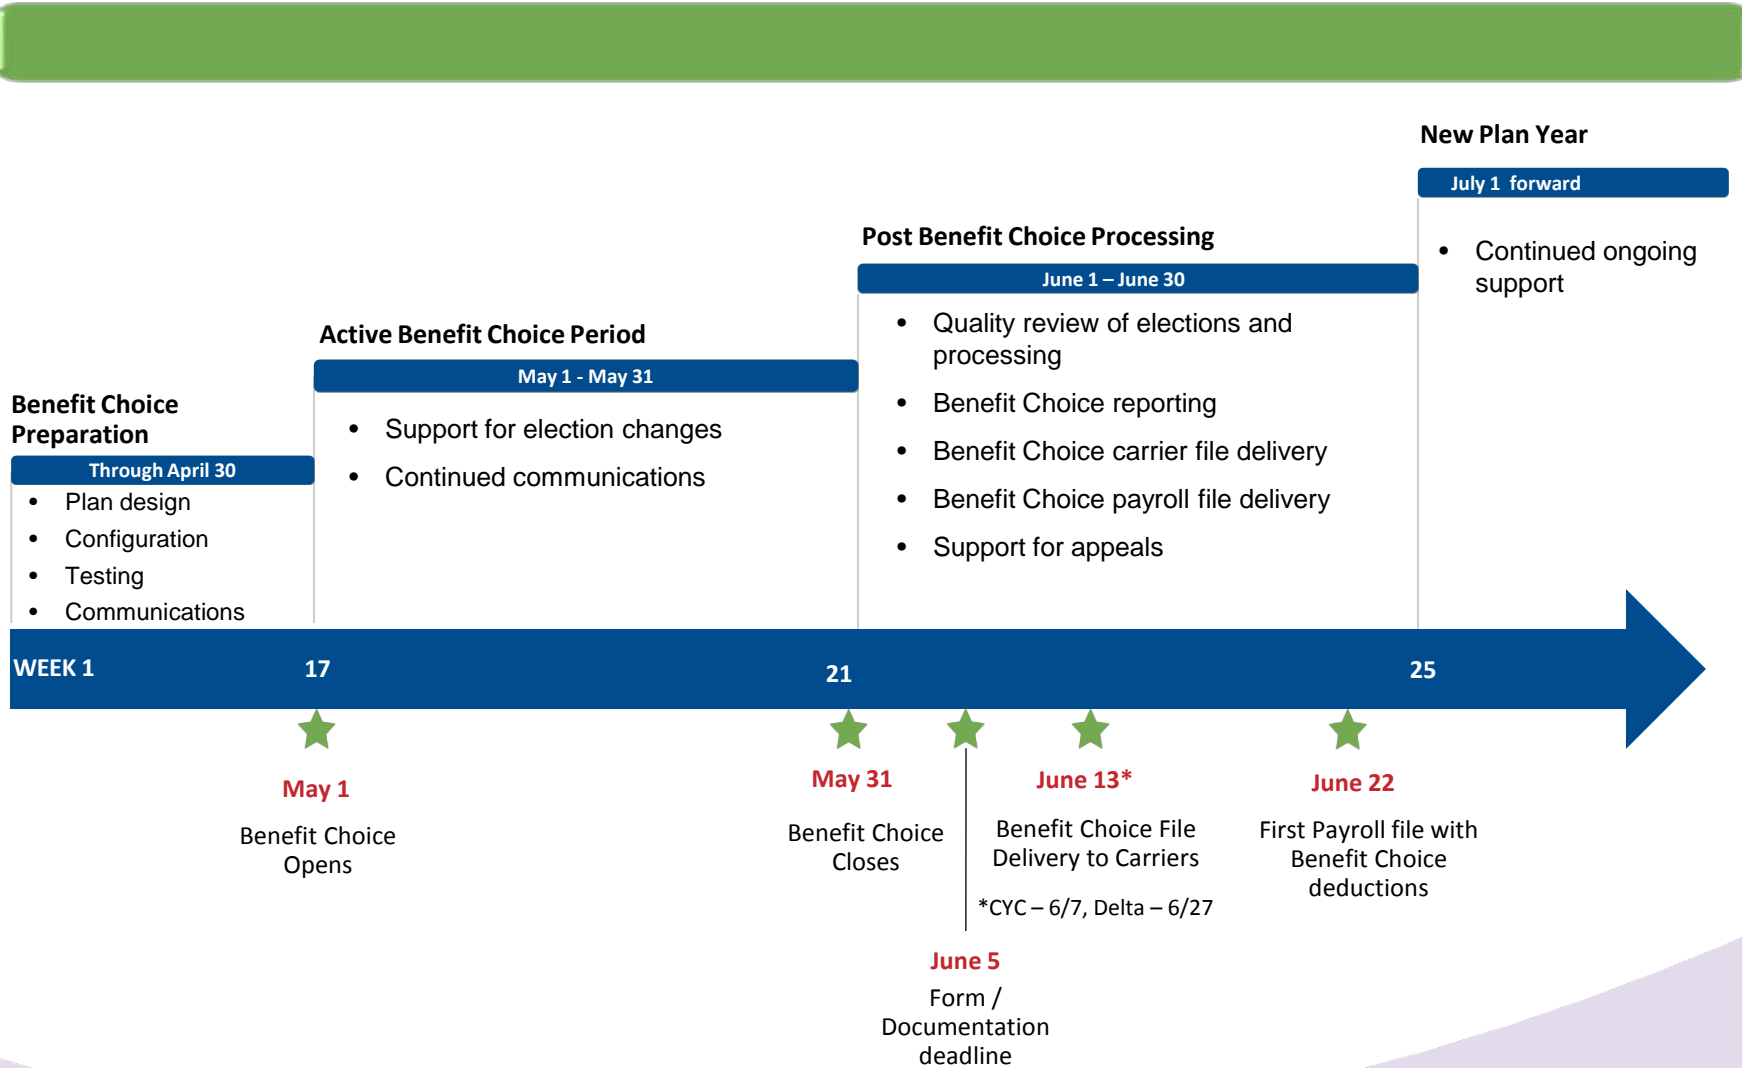 New Plan Year
July 1 forward
• Continued ongoing
support
Post Benefit Choice Processing
June 1 – June 30
• Quality review of elections and
processing
• Benefit Choice reporting
• Benefit Choice carrier file delivery
• Benefit Choice payroll file delivery
• Support for appeals
Active Benefit Choice Period
May 1 - May 31
• Support for election changes
• Continued communications
Benefit Choice
Preparation
Through April 30
• Plan design
• Configuration
• Testing
• Communications
WEEK 1
17
21
25
May 1
Benefit Choice
Opens
May 31
Benefit Choice
Closes
June 13*
Benefit Choice File
Delivery to Carriers
*CYC – 6/7, Delta – 6/27
June 22
First Payroll file with
Benefit Choice
deductions
June 5
Form /
Documentation
deadline